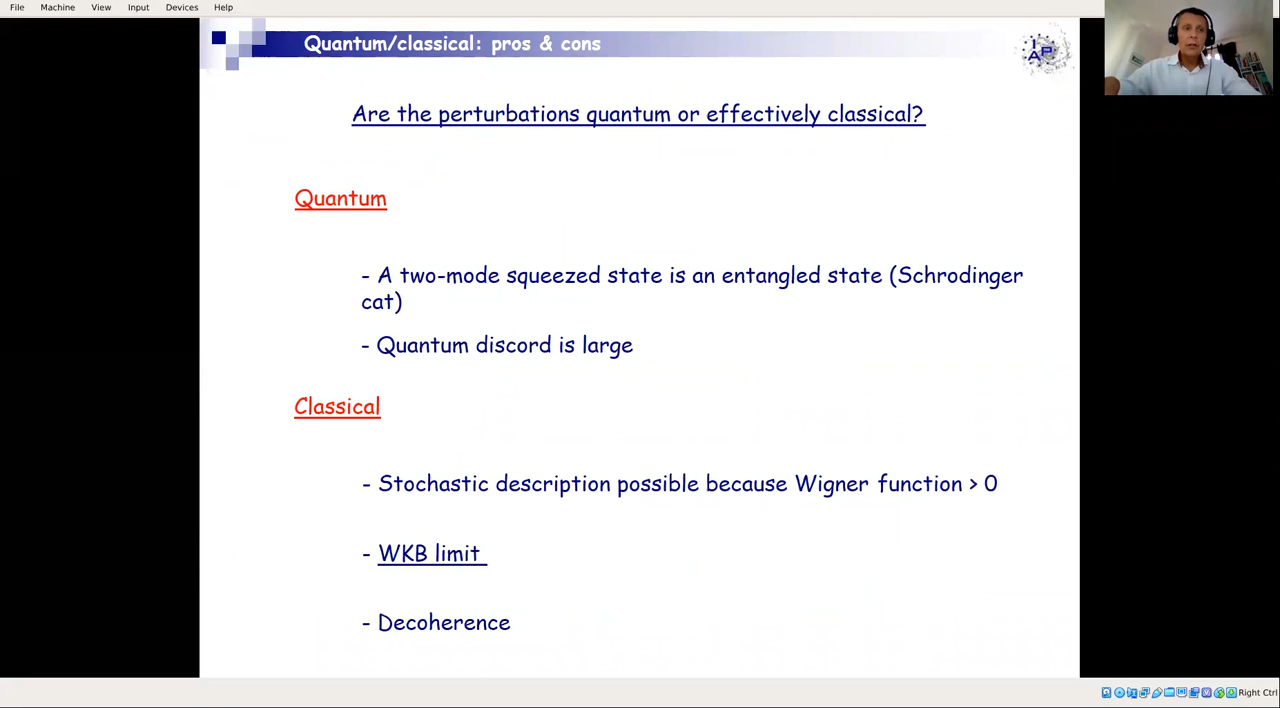 File Machine View Input Devices Help
Quantum/classical: pros & cons
IAP
Are the perturbations quantum or effectively classical?
Quantum
- A two-mode squeezed state is an entangled state (Schrodinger
cat)
- Quantum discord is large
Classical
- Stochastic description possible because Wigner function > 0
- WKB limit
- Decoherence
Right Ctrl